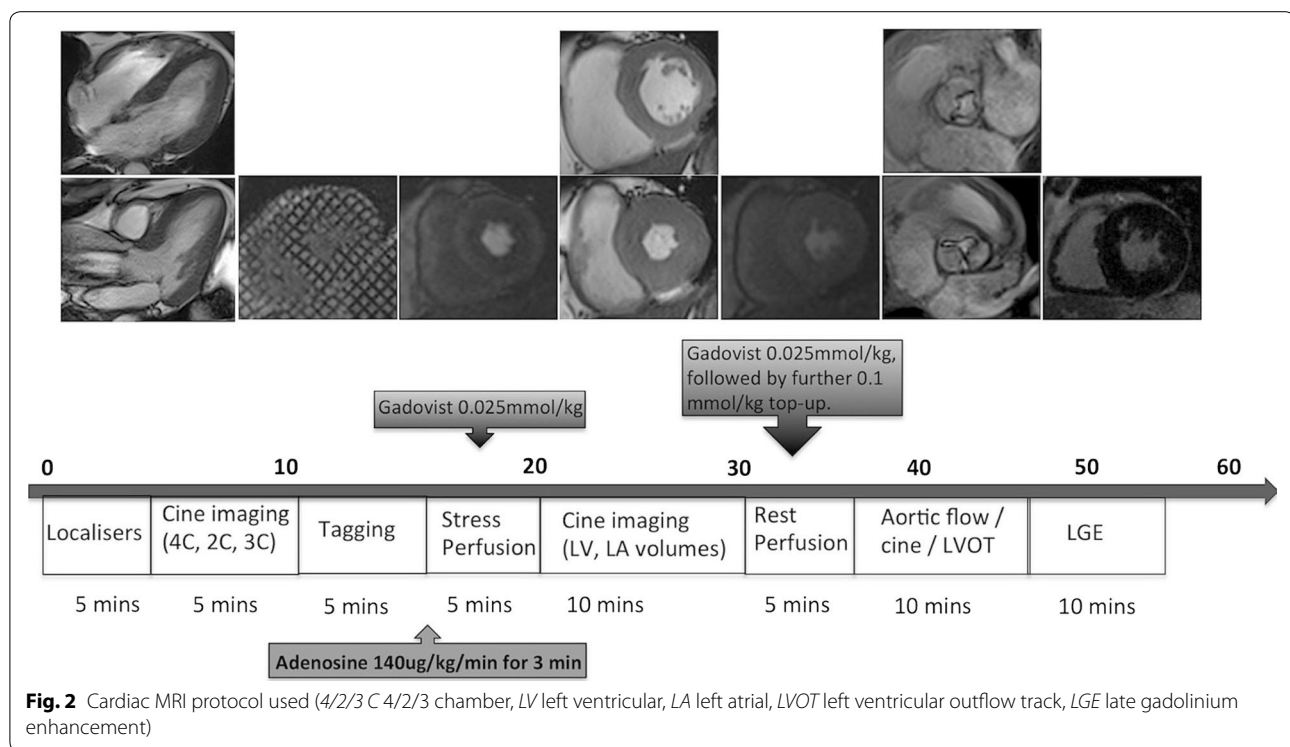 Gadovist 0.025mmol/kg
Gadovist 0.025mmol/kg,
followed by further 0.1
mmol/kg top-up.
0 10 20 30 40 50 60
Localisers
Cine imaging
(4C, 2C, 3C)
Tagging
Stress
Perfusion
Cine imaging
(LV, LA volumes)
Rest
Perfusion
Aortic flow /
cine / LVOT
LGE
5 mins 5 mins 5 mins 5 mins 10 mins 5 mins 10 mins 10 mins
Adenosine 140ug/kg/min for 3 min
Fig. 2 Cardiac MRI protocol used (4/2/3 C 4/2/3 chamber, LV left ventricular, LA left atrial, LVOT left ventricular outflow track, LGE late gadolinium
enhancement)